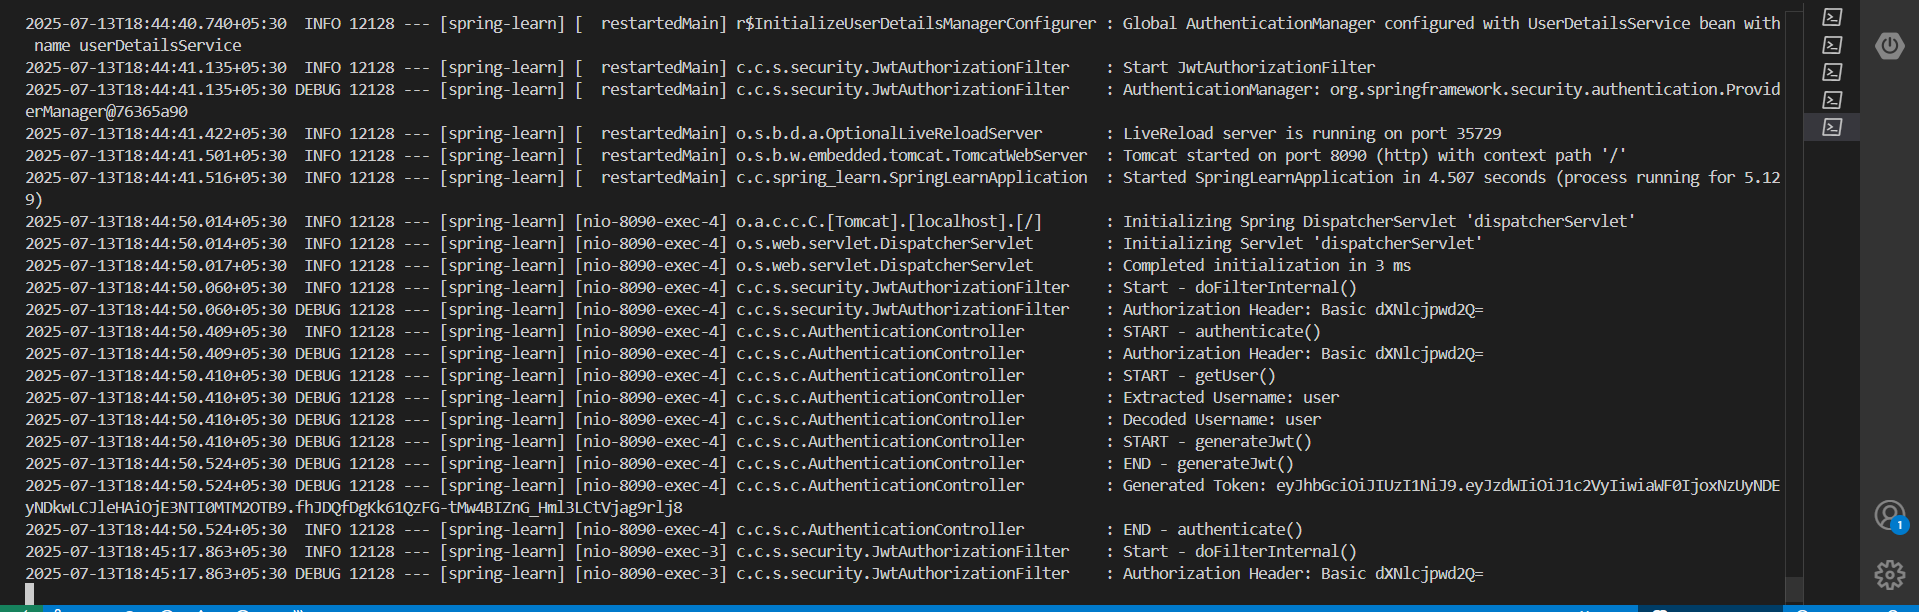 2025-07-13T18:44:40.740+05:30  INFO 12128 --- [spring-learn] [  restartedMain] r$InitializeUserDetailsManagerConfigurer : Global AuthenticationManager configured with UserDetailsService bean with
 name userDetailsService
2025-07-13T18:44:41.135+05:30  INFO 12128 --- [spring-learn] [  restartedMain] c.c.s.security.JwtAuthorizationFilter    : Start JwtAuthorizationFilter
2025-07-13T18:44:41.135+05:30 DEBUG 12128 --- [spring-learn] [  restartedMain] c.c.s.security.JwtAuthorizationFilter    : AuthenticationManager: org.springframework.security.authentication.Provid
erManager@76365a90
2025-07-13T18:44:41.422+05:30  INFO 12128 --- [spring-learn] [  restartedMain] o.s.b.d.a.OptionalLiveReloadServer       : LiveReload server is running on port 35729
2025-07-13T18:44:41.501+05:30  INFO 12128 --- [spring-learn] [  restartedMain] o.s.b.w.embedded.tomcat.TomcatWebServer  : Tomcat started on port 8090 (http) with context path '/'
2025-07-13T18:44:41.516+05:30  INFO 12128 --- [spring-learn] [  restartedMain] c.c.spring_learn.SpringLearnApplication  : Started SpringLearnApplication in 4.507 seconds (process running for 5.12
9)
2025-07-13T18:44:50.014+05:30  INFO 12128 --- [spring-learn] [nio-8090-exec-4] o.a.c.c.C.[Tomcat].[localhost].[/]       : Initializing Spring DispatcherServlet 'dispatcherServlet'
2025-07-13T18:44:50.014+05:30  INFO 12128 --- [spring-learn] [nio-8090-exec-4] o.s.web.servlet.DispatcherServlet        : Initializing Servlet 'dispatcherServlet'
2025-07-13T18:44:50.017+05:30  INFO 12128 --- [spring-learn] [nio-8090-exec-4] o.s.web.servlet.DispatcherServlet        : Completed initialization in 3 ms
2025-07-13T18:44:50.060+05:30  INFO 12128 --- [spring-learn] [nio-8090-exec-4] c.c.s.security.JwtAuthorizationFilter    : Start - doFilterInternal()
2025-07-13T18:44:50.060+05:30 DEBUG 12128 --- [spring-learn] [nio-8090-exec-4] c.c.s.security.JwtAuthorizationFilter    : Authorization Header: Basic dXNlcjpwd2Q=
2025-07-13T18:44:50.409+05:30  INFO 12128 --- [spring-learn] [nio-8090-exec-4] c.c.s.c.AuthenticationController         : START - authenticate()
2025-07-13T18:44:50.409+05:30 DEBUG 12128 --- [spring-learn] [nio-8090-exec-4] c.c.s.c.AuthenticationController         : Authorization Header: Basic dXNlcjpwd2Q=
2025-07-13T18:44:50.410+05:30 DEBUG 12128 --- [spring-learn] [nio-8090-exec-4] c.c.s.c.AuthenticationController         : START - getUser()
2025-07-13T18:44:50.410+05:30 DEBUG 12128 --- [spring-learn] [nio-8090-exec-4] c.c.s.c.AuthenticationController         : Extracted Username: user
2025-07-13T18:44:50.410+05:30 DEBUG 12128 --- [spring-learn] [nio-8090-exec-4] c.c.s.c.AuthenticationController         : Decoded Username: user
2025-07-13T18:44:50.410+05:30 DEBUG 12128 --- [spring-learn] [nio-8090-exec-4] c.c.s.c.AuthenticationController         : START - generateJwt()
2025-07-13T18:44:50.524+05:30 DEBUG 12128 --- [spring-learn] [nio-8090-exec-4] c.c.s.c.AuthenticationController         : END - generateJwt()
2025-07-13T18:44:50.524+05:30 DEBUG 12128 --- [spring-learn] [nio-8090-exec-4] c.c.s.c.AuthenticationController         : Generated Token: eyJhbGciOiJIUzI1NiJ9.eyJzdWIiOiJ1c2VyIiwiaWF0IjoxNzUyNDE
yNDkwLCJleHAiOjE3NTI0MTM2OTB9.fhJDQfDgKk61QzFG-tMw4BIZnG_Hml3LCtVjag9rlj8
2025-07-13T18:44:50.524+05:30  INFO 12128 --- [spring-learn] [nio-8090-exec-4] c.c.s.c.AuthenticationController         : END - authenticate()
2025-07-13T18:45:17.863+05:30  INFO 12128 --- [spring-learn] [nio-8090-exec-3] c.c.s.security.JwtAuthorizationFilter    : Start - doFilterInternal()
2025-07-13T18:45:17.863+05:30 DEBUG 12128 --- [spring-learn] [nio-8090-exec-3] c.c.s.security.JwtAuthorizationFilter    : Authorization Header: Basic dXNlcjpwd2Q=
1